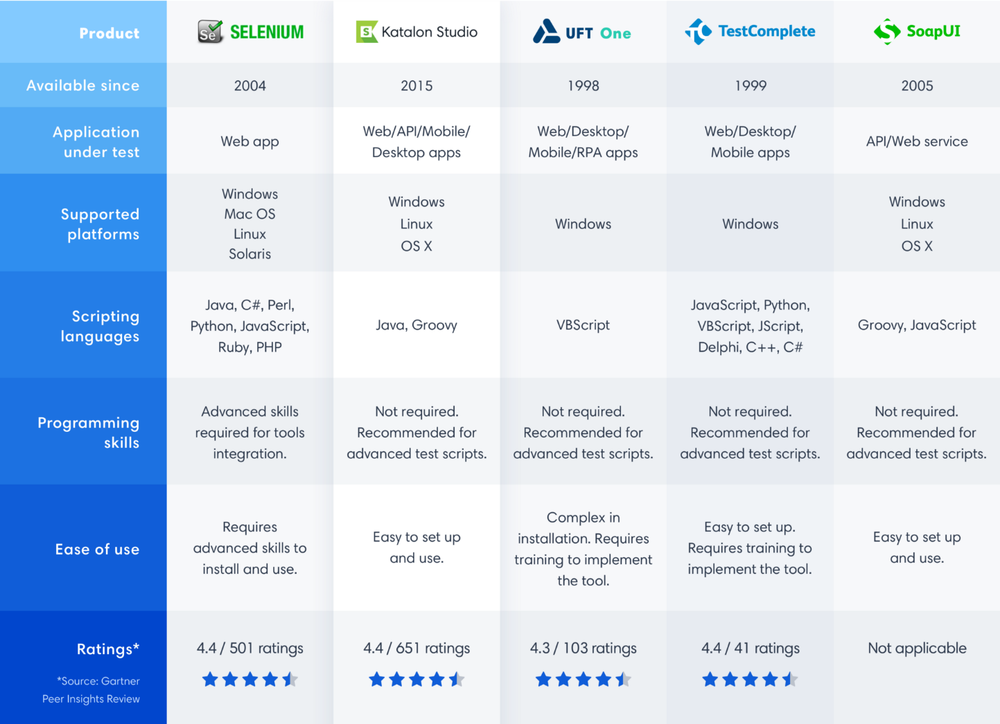 Product
Se SELENIUM
S Katalon Studio
UFT One
TestComplete
SoapUI
Available since
2004
2015
1998
1999
2005
Application
under test
Web app
Web/API/Mobile/
Desktop apps
Web/Desktop/
Mobile/RPA apps
Web/Desktop/
Mobile apps
API/Web service
Supported
platforms
Windows
Mac OS
Linux
Solaris
Windows
Linux
OS X
Windows
Windows
Windows
Linux
OS X
Scripting
languages
Java, C#, Perl,
Python, JavaScript,
Ruby, PHP
Java, Groovy
VBScript
JavaScript, Python,
VBScript, JScript,
Delphi, C++, C#
Groovy, JavaScript
Programming
skills
Advanced skills
required for tools
integration.
Not required.
Recommended for
advanced test scripts.
Not required.
Recommended for
advanced test scripts.
Not required.
Recommended for
advanced test scripts.
Not required.
Recommended for
advanced test scripts.
Ease of use
Requires
advanced skills to
install and use.
Easy to set up
and use.
Complex in
installation. Requires
training to implement
the tool.
Easy to set up.
Requires training to
implement the tool.
Easy to set up
and use.
Ratings*
*Source: Gartner
Peer Insights Review
4.4 / 501 ratings
4.4 / 651 ratings
4.3 / 103 ratings
4.4 / 41 ratings
Not applicable